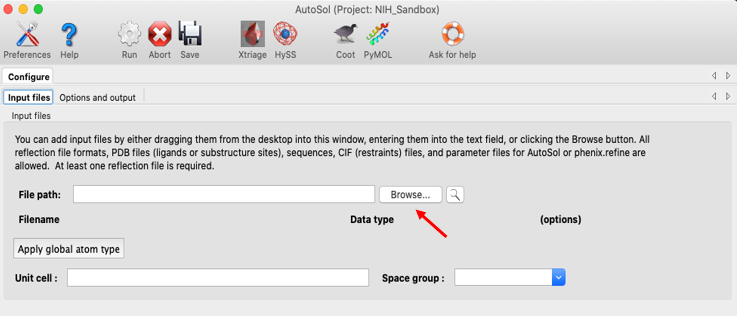 AutoSol (Project: NIH_Sandbox)
Preferences Help Run Abort Save Xtriage HySS Coot PyMOL Ask for help
Configure
Input files Options and output
Input files
You can add input files by either dragging them from the desktop into this window, entering them into the text field, or clicking the Browse button. All
reflection file formats, PDB files (ligands or substructure sites), sequences, CIF (restraints) files, and parameter files for AutoSol or phenix.refine are
allowed. At least one reflection file is required.
File path: Browse...
Filename Data type (options)
Apply global atom type
Unit cell : Space group :